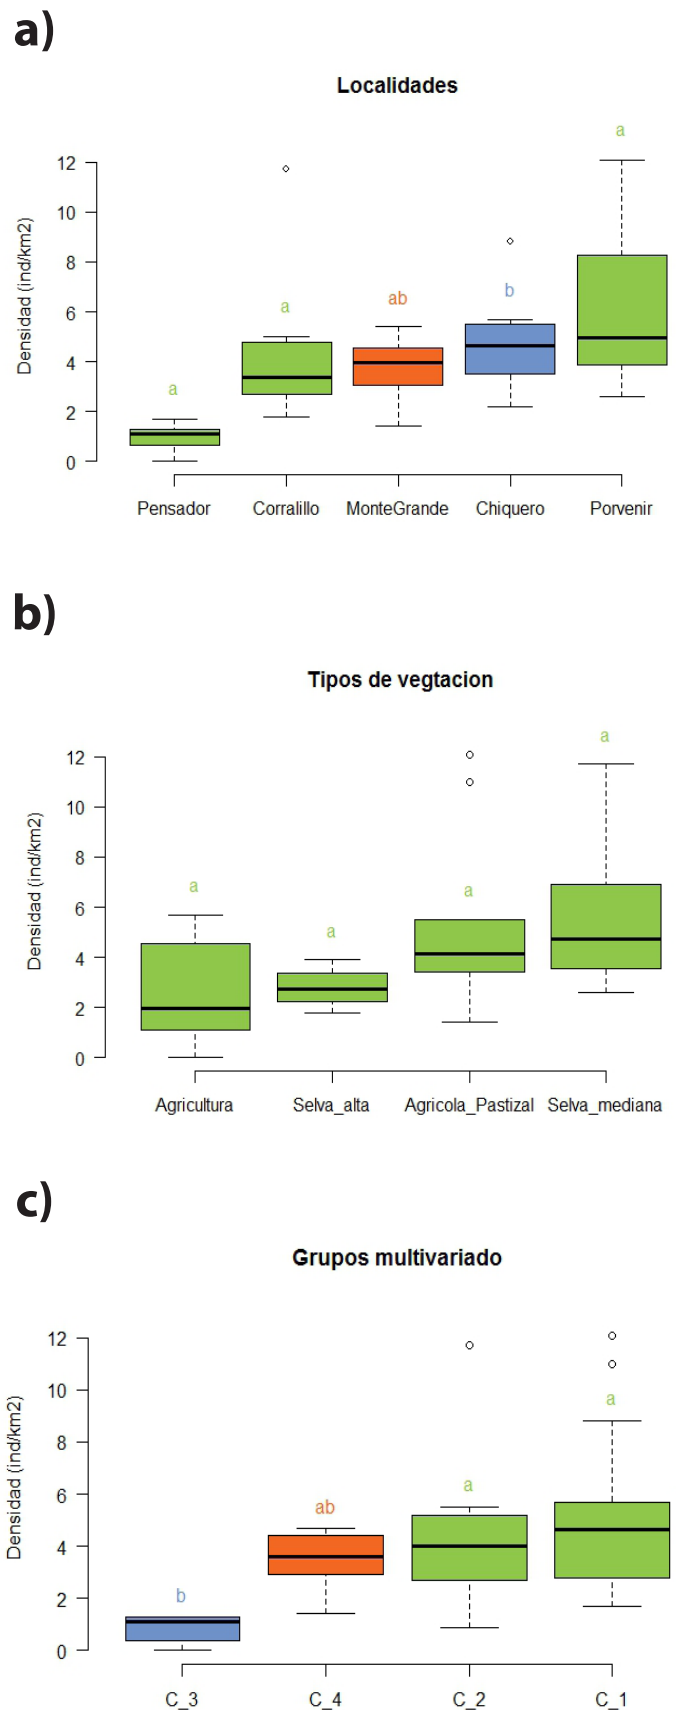 a)
Localidades
a
12
10
8
6
4
2
0
Densidad (ind/km2)
a
a
ab
b
Pensador Corralillo MonteGrande Chiquero Porvenir
b)
Tipos de vegtacion
a
12
10
8
6
4
2
0
Densidad (ind/km2)
a
a
a
Agricultura Selva_alta Agricola_Pastizal Selva_mediana
c)
Grupos multivariado
12
10
8
6
4
2
0
Densidad (ind/km2)
b
ab
a
a
C_3 C_4 C_2 C_1